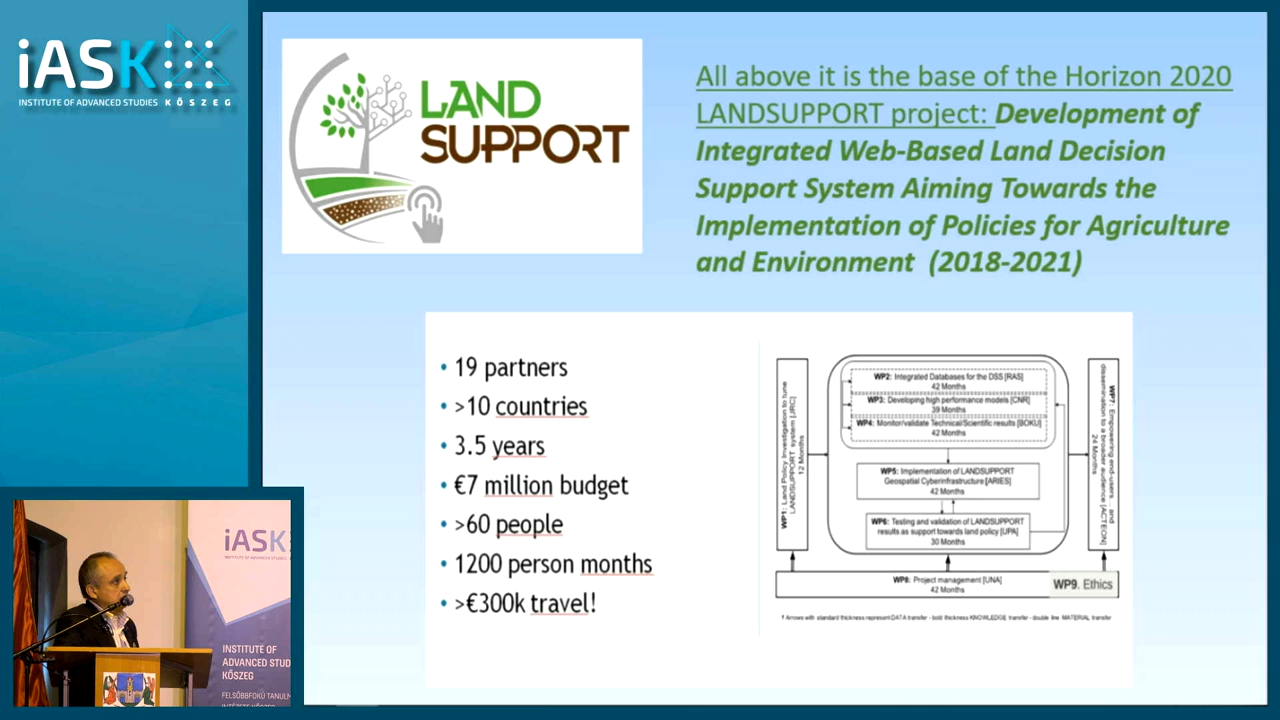 iASK
INSTITUTE OF ADVANCED STUDIES KŐSZEG
LAND
SUPPORT
All above it is the base of the Horizon 2020
LANDSUPPORT project: Development of
Integrated Web-Based Land Decision
Support System Aiming Towards the
Implementation of Policies for Agriculture
and Environment (2018-2021)
• 19 partners
• >10 countries
• 3.5 years
• €7 million budget
• >60 people
• 1200 person months
• >€300k travel!
WP1: Land Policy Investigation to tune
LANDSUPPORT system [JRC]
12 Months
WP2: Integrated Databases for the DSS [RAS]
42 Months
WP3: Developing high performance models [CNR]
39 Months
WP4: Monitor/validate Technical/Scientific results [BOKU]
42 Months
WP5: Implementation of LANDSUPPORT
Geospatial Cyberinfrastructure [ARIES]
42 Months
WP6: Testing and validation of LANDSUPPORT
results as support towards land policy [UPA]
30 Months
WP7: Empowering end-users, and
dissemination to a broader audience [ACTEON]
24 Months
WP8: Project management [UNA]
42 Months
WP9. Ethics
Arrows with standard thickness represent DATA transfer - bold thickness KNOWLEDGE transfer - double line MATERIAL transfer
iASK
INSTITUTE OF
ADVANCED STUD
KŐSZEG
FELSŐBBFOKÚ TANULM